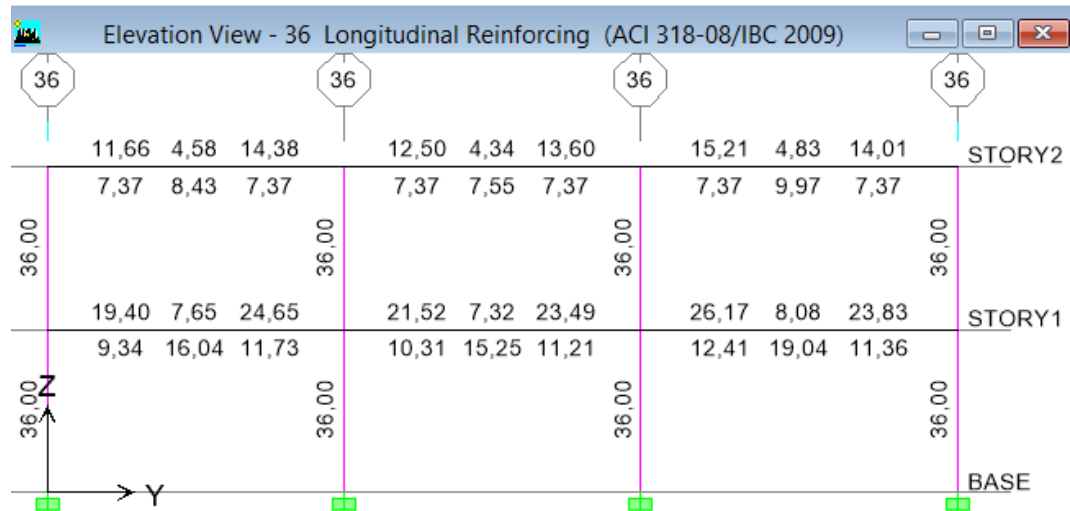 Elevation View - 36 Longitudinal Reinforcing (ACI 318-08/IBC 2009)
36 36 36 36
11,66 4,58 14,38 12,50 4,34 13,60 15,21 4,83 14,01 STORY2
7,37 8,43 7,37 7,37 7,55 7,37 7,37 9,97 7,37
36,00 36,00 36,00 36,00
19,40 7,65 24,65 21,52 7,32 23,49 26,17 8,08 23,83 STORY1
9,34 16,04 11,73 10,31 15,25 11,21 12,41 19,04 11,36
36,00 36,00 36,00 36,00
Z
Y
BASE